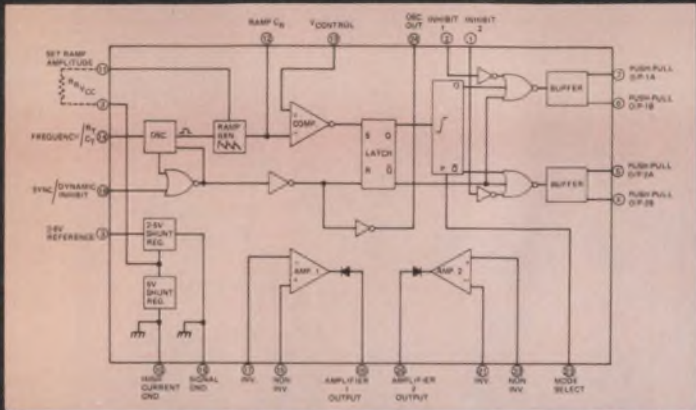 RAMP CR
VCONTROL
OSC OUT
INHIBIT 1
INHIBIT 2
SET RAMP
AMPLITUDE
RR
VCC
FREQUENCY/RT CT
SYNC/DYNAMIC
INHIBIT
2·5V
REFERENCE
OSC
RAMP
GEN
COMP
S Q
LATCH
R Q̅
Q
F Q̅
BUFFER
BUFFER
PUSH-PULL
O/P-1A
PUSH-PULL
O/P-1B
PUSH-PULL
O/P-2A
PUSH-PULL
O/P-2B
2·5V
SHUNT
REG.
5V
SHUNT
REG.
AMP. 1
AMP. 2
HIGH
CURRENT
GND.
SIGNAL
GND.
INV.
NON
INV.
AMPLIFIER
1
OUTPUT
AMPLIFIER
2
OUTPUT
INV.
NON
INV.
MODE
SELECT